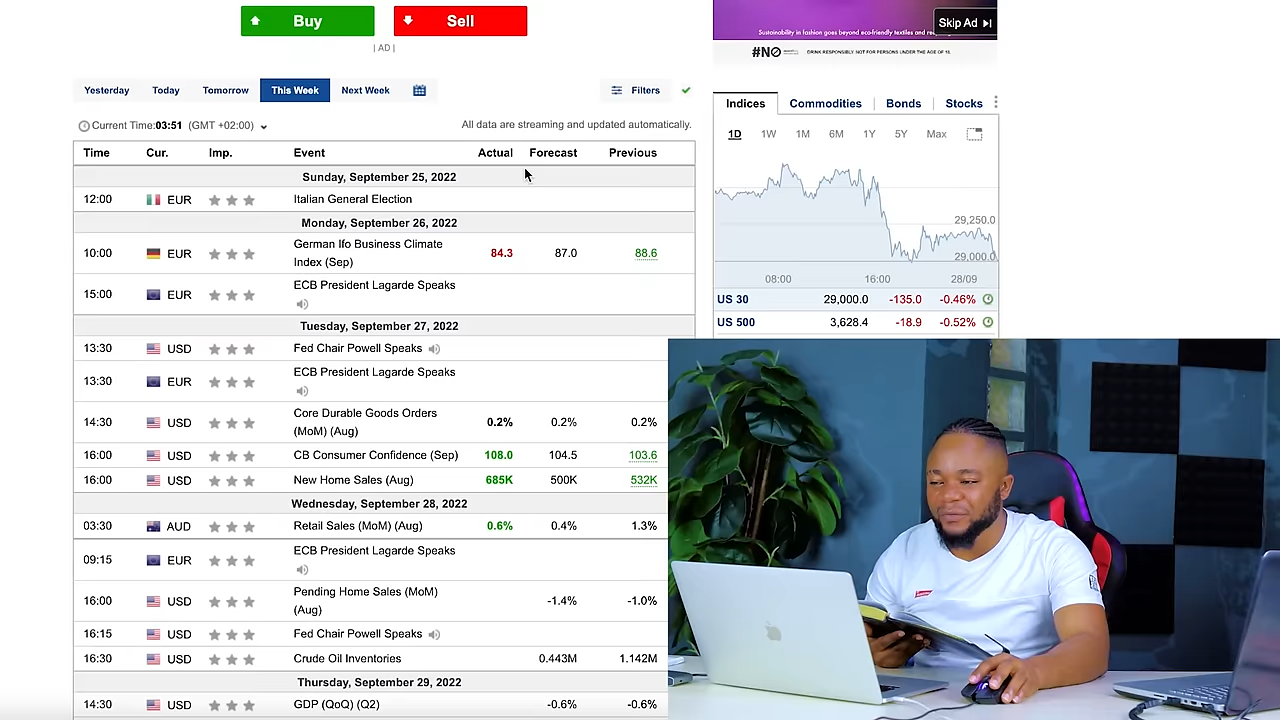 Buy
Sell
| AD |
Skip Ad
Sustainability in fashion goes beyond eco-friendly textiles and
#NO
DRINK RESPONSIBLY. NOT FOR PERSONS UNDER THE AGE OF 18.
Yesterday Today Tomorrow This Week Next Week Filters
Current Time: 03:51 (GMT +02:00) All data are streaming and updated automatically.
Time Cur. Imp. Event Actual Forecast Previous
Sunday, September 25, 2022
12:00 EUR Italian General Election
Monday, September 26, 2022
10:00 EUR German Ifo Business Climate Index (Sep) 84.3 87.0 88.6
15:00 EUR ECB President Lagarde Speaks
Tuesday, September 27, 2022
13:30 USD Fed Chair Powell Speaks
13:30 EUR ECB President Lagarde Speaks
14:30 USD Core Durable Goods Orders (MoM) (Aug) 0.2% 0.2% 0.2%
16:00 USD CB Consumer Confidence (Sep) 108.0 104.5 103.6
16:00 USD New Home Sales (Aug) 685K 500K 532K
Wednesday, September 28, 2022
03:30 AUD Retail Sales (MoM) (Aug) 0.6% 0.4% 1.3%
09:15 EUR ECB President Lagarde Speaks
16:00 USD Pending Home Sales (MoM) (Aug) -1.4% -1.0%
16:15 USD Fed Chair Powell Speaks
16:30 USD Crude Oil Inventories 0.443M 1.142M
Thursday, September 29, 2022
14:30 USD GDP (QoQ) (Q2) -0.6% -0.6%
Indices Commodities Bonds Stocks
1D 1W 1M 6M 1Y 5Y Max
29,250.0
29,000.0
08:00 16:00 28/09
US 30 29,000.0 -135.0 -0.46%
US 500 3,628.4 -18.9 -0.52%